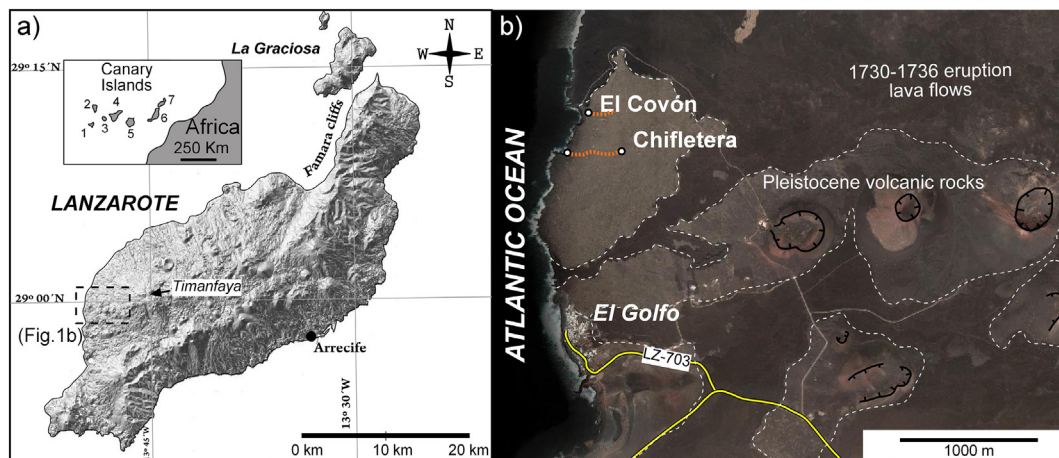 a)
La Graciosa
N
W E
S
29º 15´N
Canary
Islands
2
4
7
1
3
5
6
Africa
250 Km
Famara cliffs
LANZAROTE
Timanfaya
29º 00´N
(Fig.1b)
Arrecife
13º 45´W
13º 30´W
0 km 10 km 20 km
b)
ATLANTIC OCEAN
El Covón
Chifletera
1730-1736 eruption
lava flows
Pleistocene volcanic rocks
El Golfo
LZ-703
1000 m